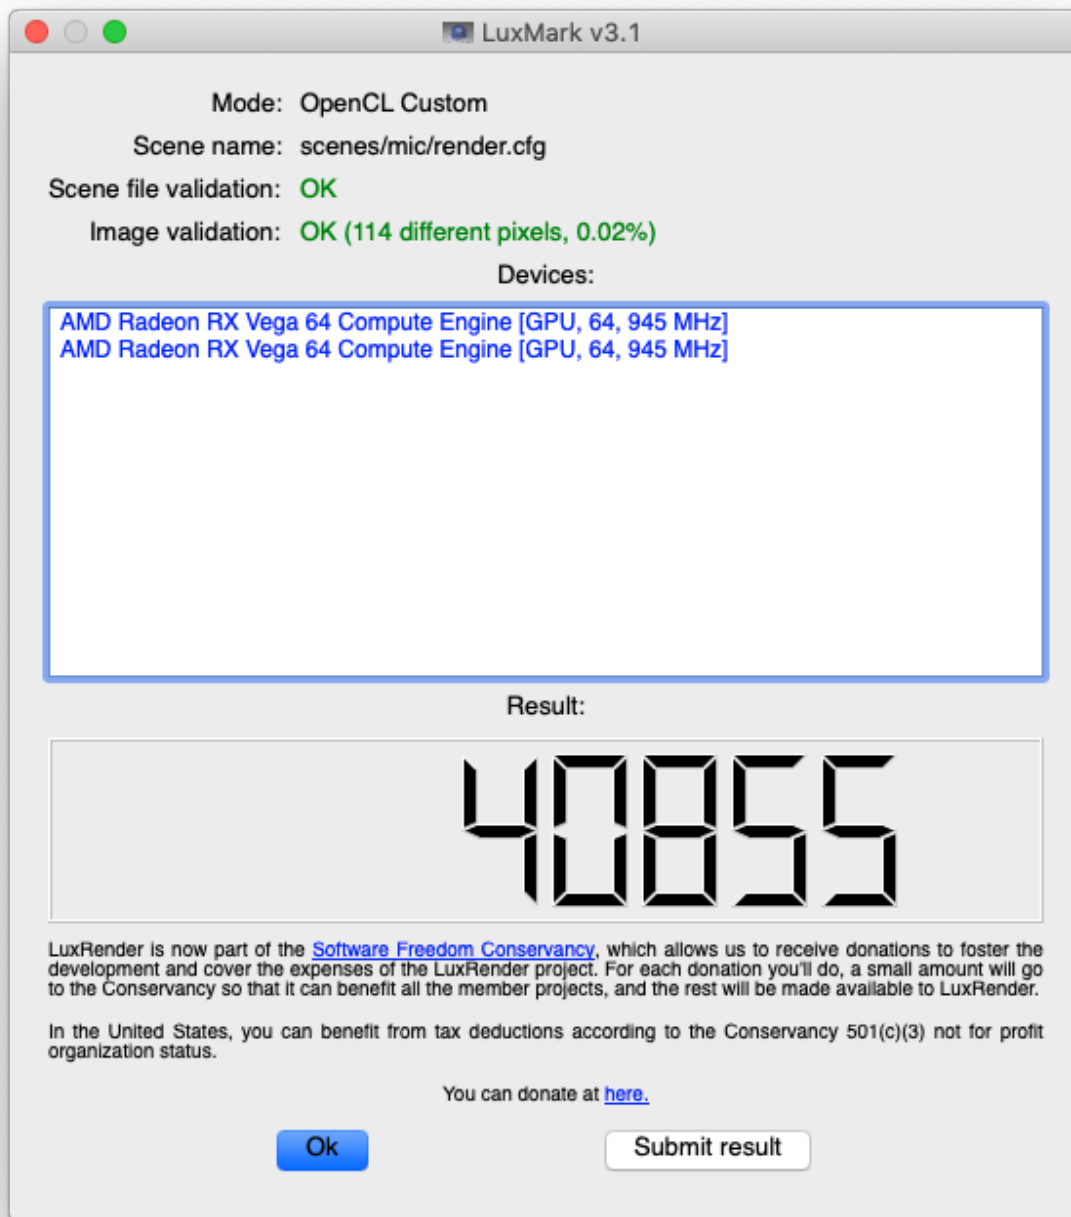 LuxMark v3.1
Mode: OpenCL Custom
Scene name: scenes/mic/render.cfg
Scene file validation: OK
Image validation: OK (114 different pixels, 0.02%)
Devices:
AMD Radeon RX Vega 64 Compute Engine [GPU, 64, 945 MHz]
AMD Radeon RX Vega 64 Compute Engine [GPU, 64, 945 MHz]
Result:
40855
LuxRender is now part of the Software Freedom Conservancy, which allows us to receive donations to foster the
development and cover the expenses of the LuxRender project. For each donation you'll do, a small amount will go
to the Conservancy so that it can benefit all the member projects, and the rest will be made available to LuxRender.
In the United States, you can benefit from tax deductions according to the Conservancy 501(c)(3) not for profit
organization status.
You can donate at here.
Ok
Submit result